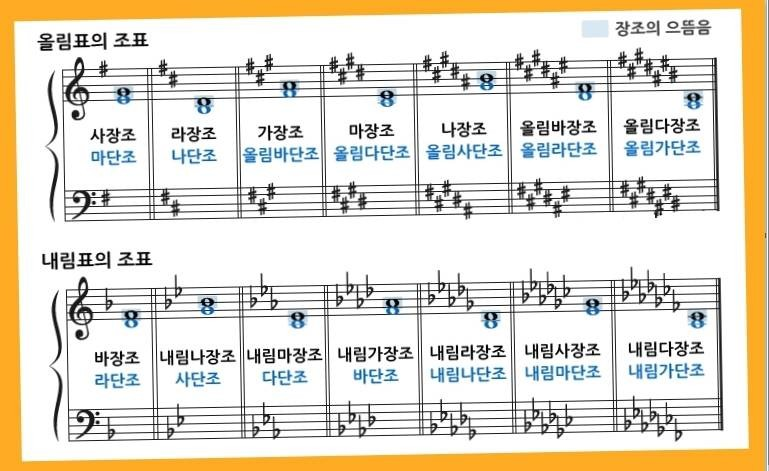 올림표의 조표
장조의 으뜸음
사장조 라장조 가장조 마장조 나장조 올림바장조 올림다장조
마단조 나단조 올림바단조 올림다단조 올림사단조 올림라단조 올림가단조
내림표의 조표
바장조 내림나장조 내림마장조 내림가장조 내림라장조 내림사장조 내림다장조
라단조 사단조 다단조 바단조 내림나단조 내림마단조 내림가단조